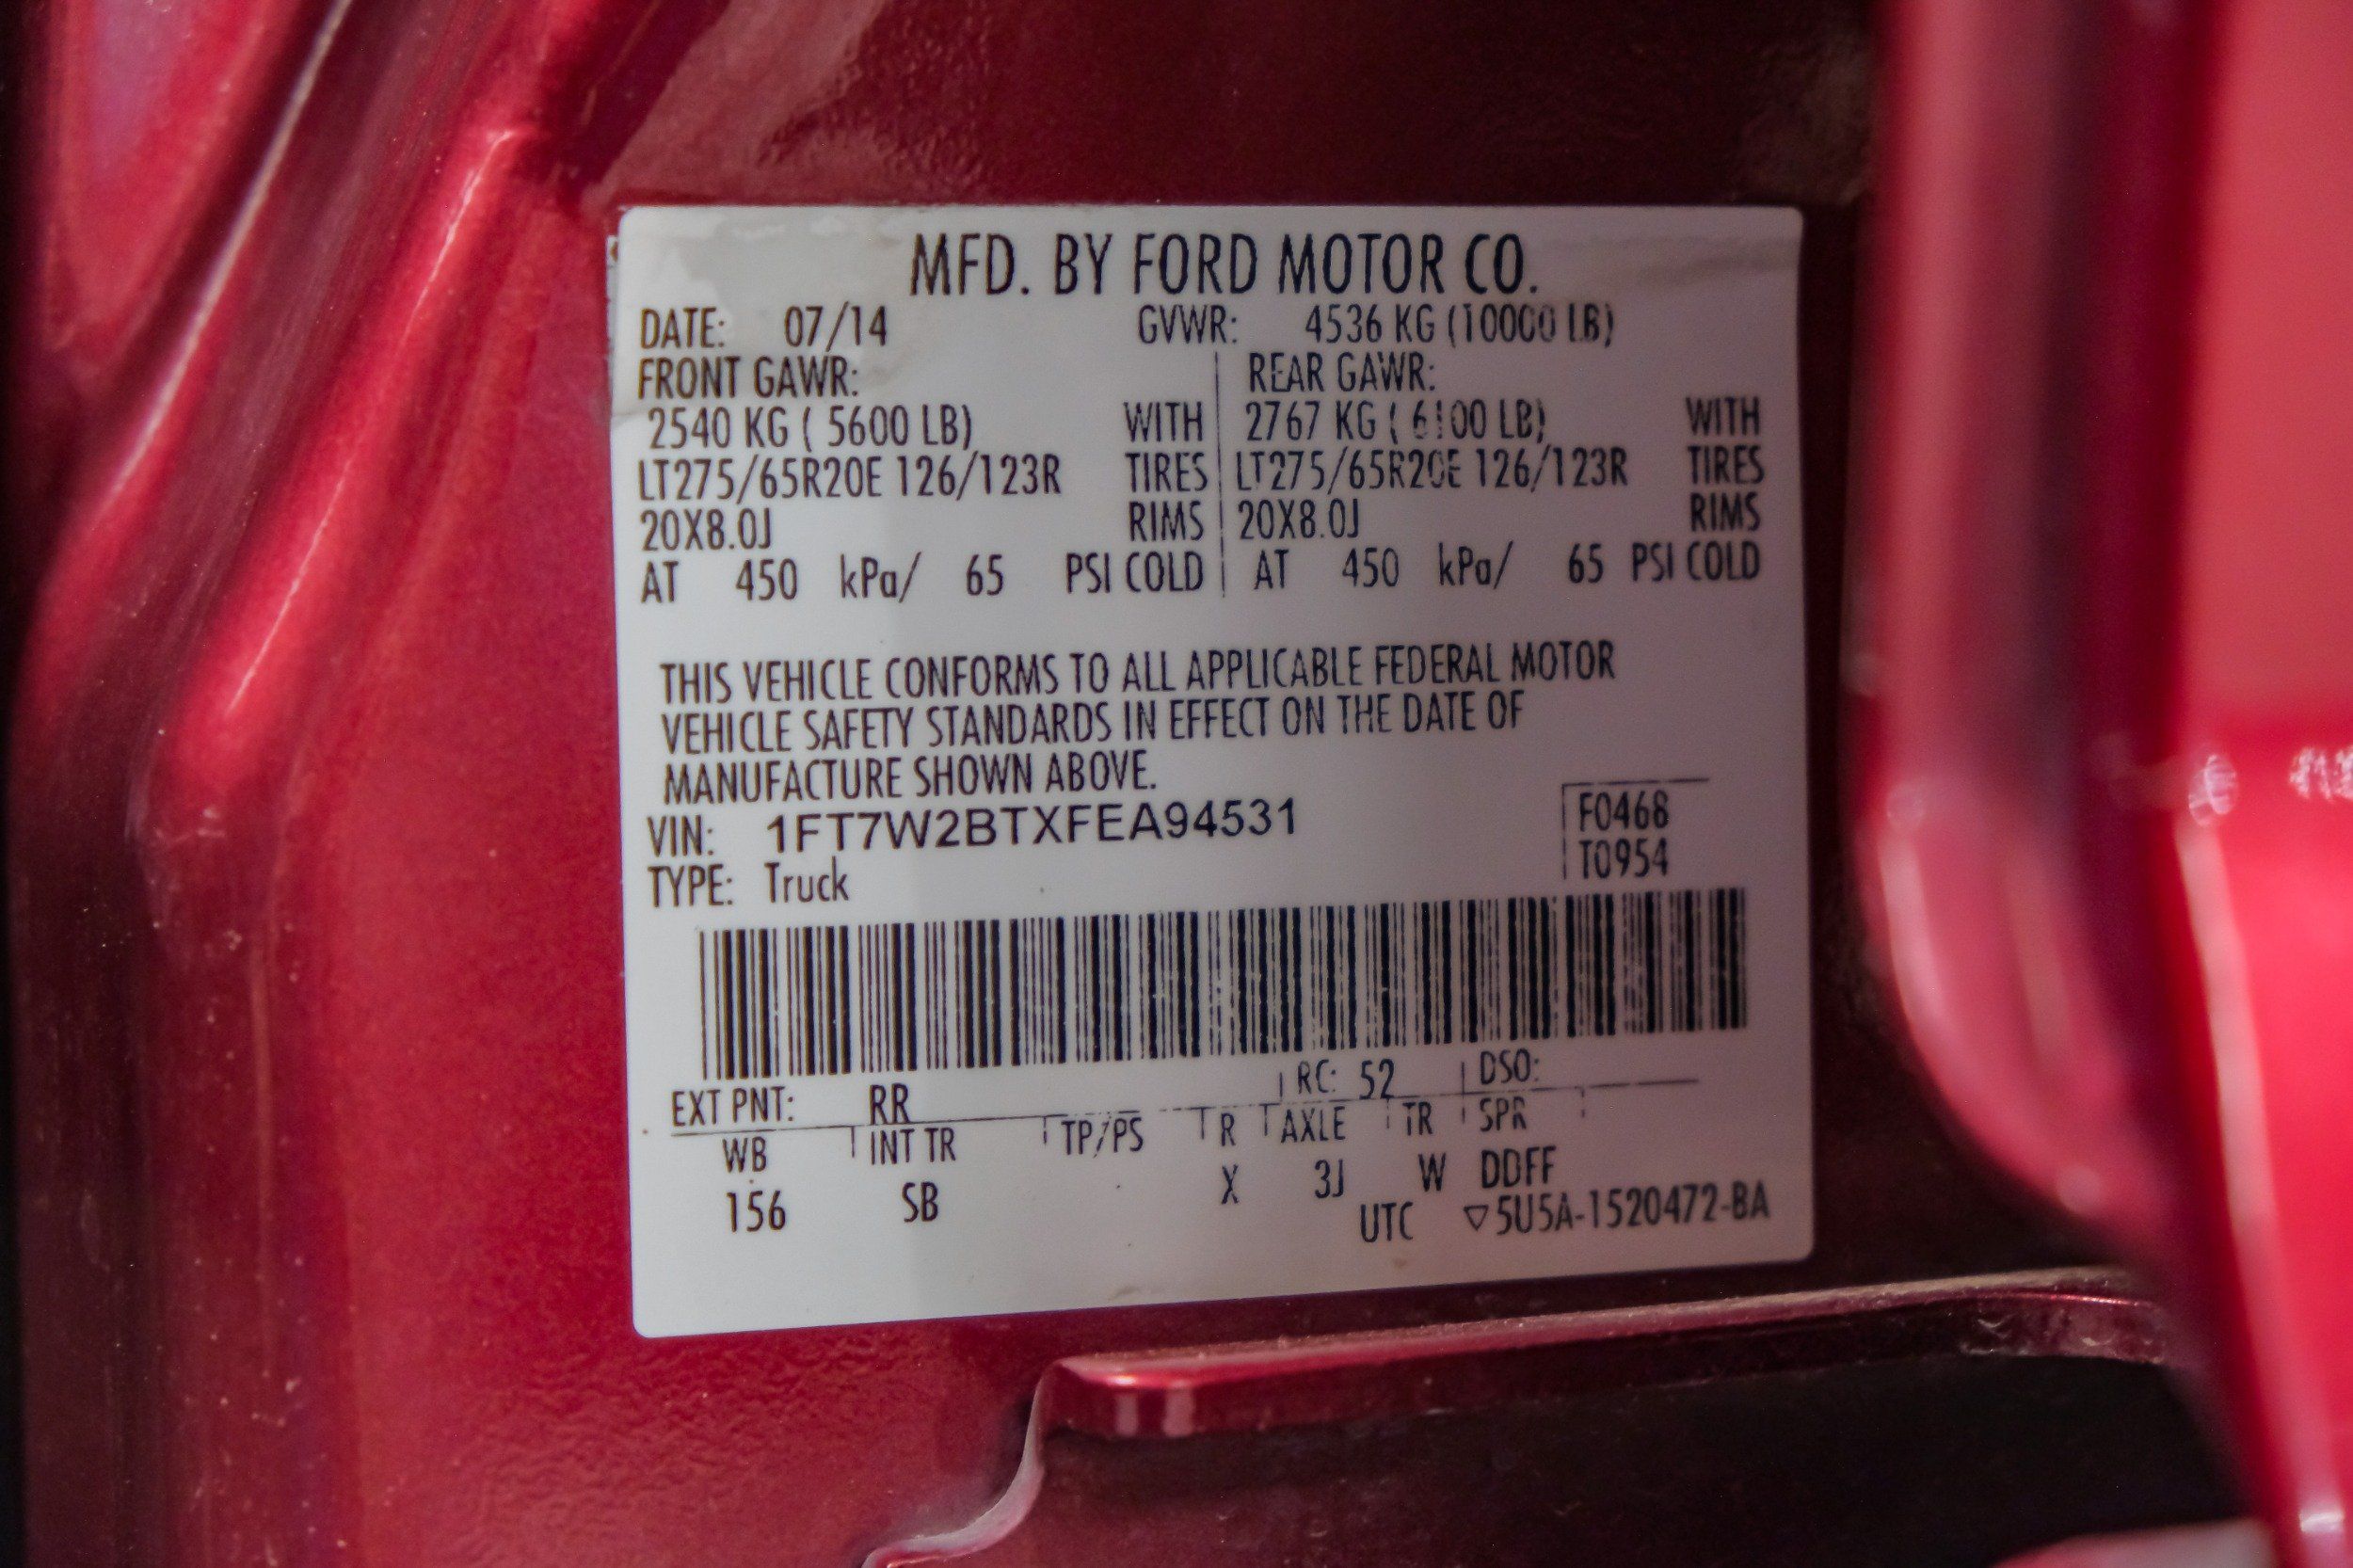 MFD. BY FORD MOTOR CO.
DATE: 07/14 GVWR: 4536 KG (10000 LB)
FRONT GAWR: REAR GAWR:
2540 KG ( 5600 LB) WITH 2767 KG ( 6100 LB) WITH
LT275/65R20E 126/123R TIRES LT275/65R20E 126/123R TIRES
20X8.0J RIMS 20X8.0J RIMS
AT 450 kPa/ 65 PSI COLD AT 450 kPa/ 65 PSI COLD
THIS VEHICLE CONFORMS TO ALL APPLICABLE FEDERAL MOTOR
VEHICLE SAFETY STANDARDS IN EFFECT ON THE DATE OF
MANUFACTURE SHOWN ABOVE.
VIN: 1FT7W2BTXFEA94531 F0468
TYPE: Truck T0954
EXT PNT: RR RC: 52 DSO:
WB INT TR TP/PS R AXLE TR SPR
156 SB X 3J W DDFF
UTC ▽5U5A-1520472-BA